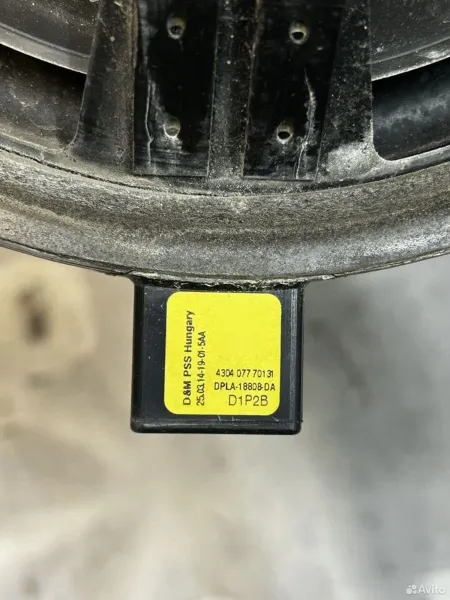 D&M PSS Hungary
25.03.14-19-01-5AA
4304 077 70131
DPLA-18808-DA
D1P2B
Avito